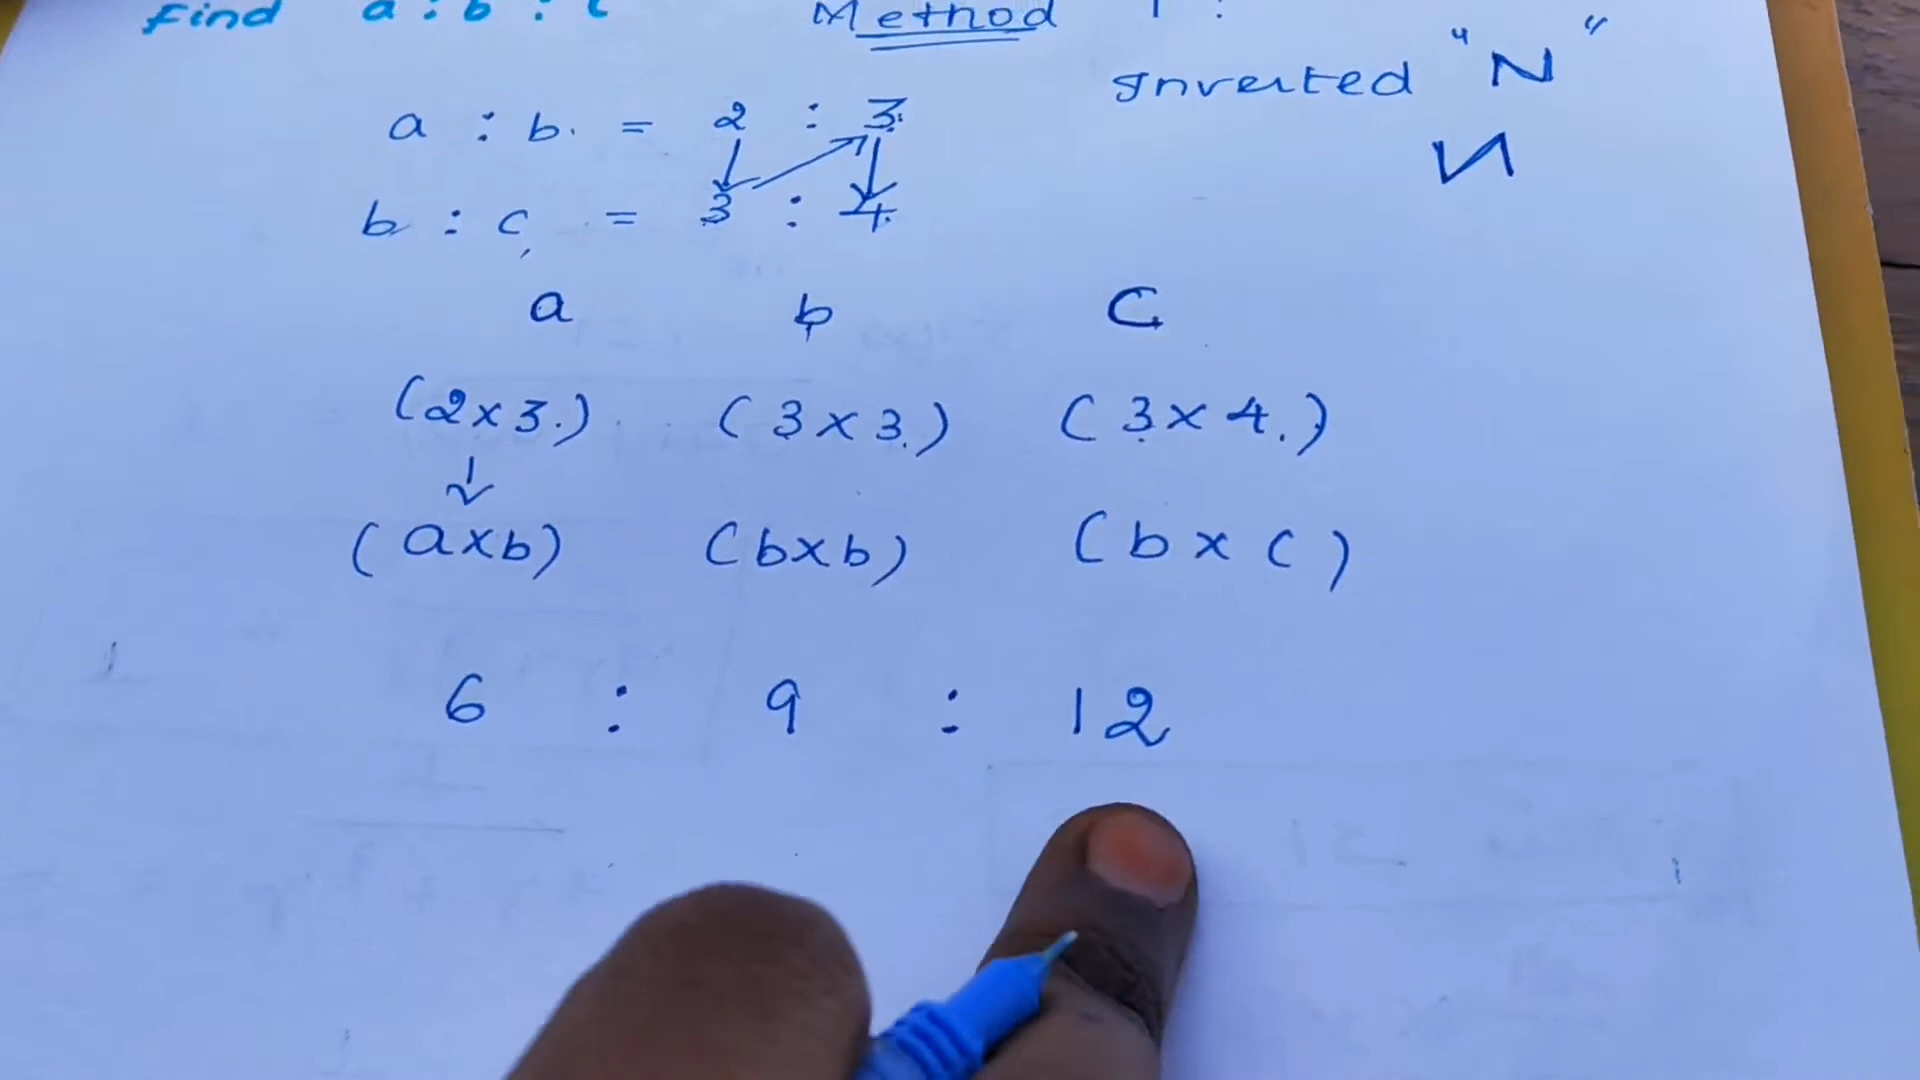 Find a : b : c Method 1 :
Inverted "N"
И
a : b = 2 : 3
b : c = 3 : 4
a b c
(2x3) (3x3) (3x4)
(axb) (bxb) (bxc)
6 : 9 : 12